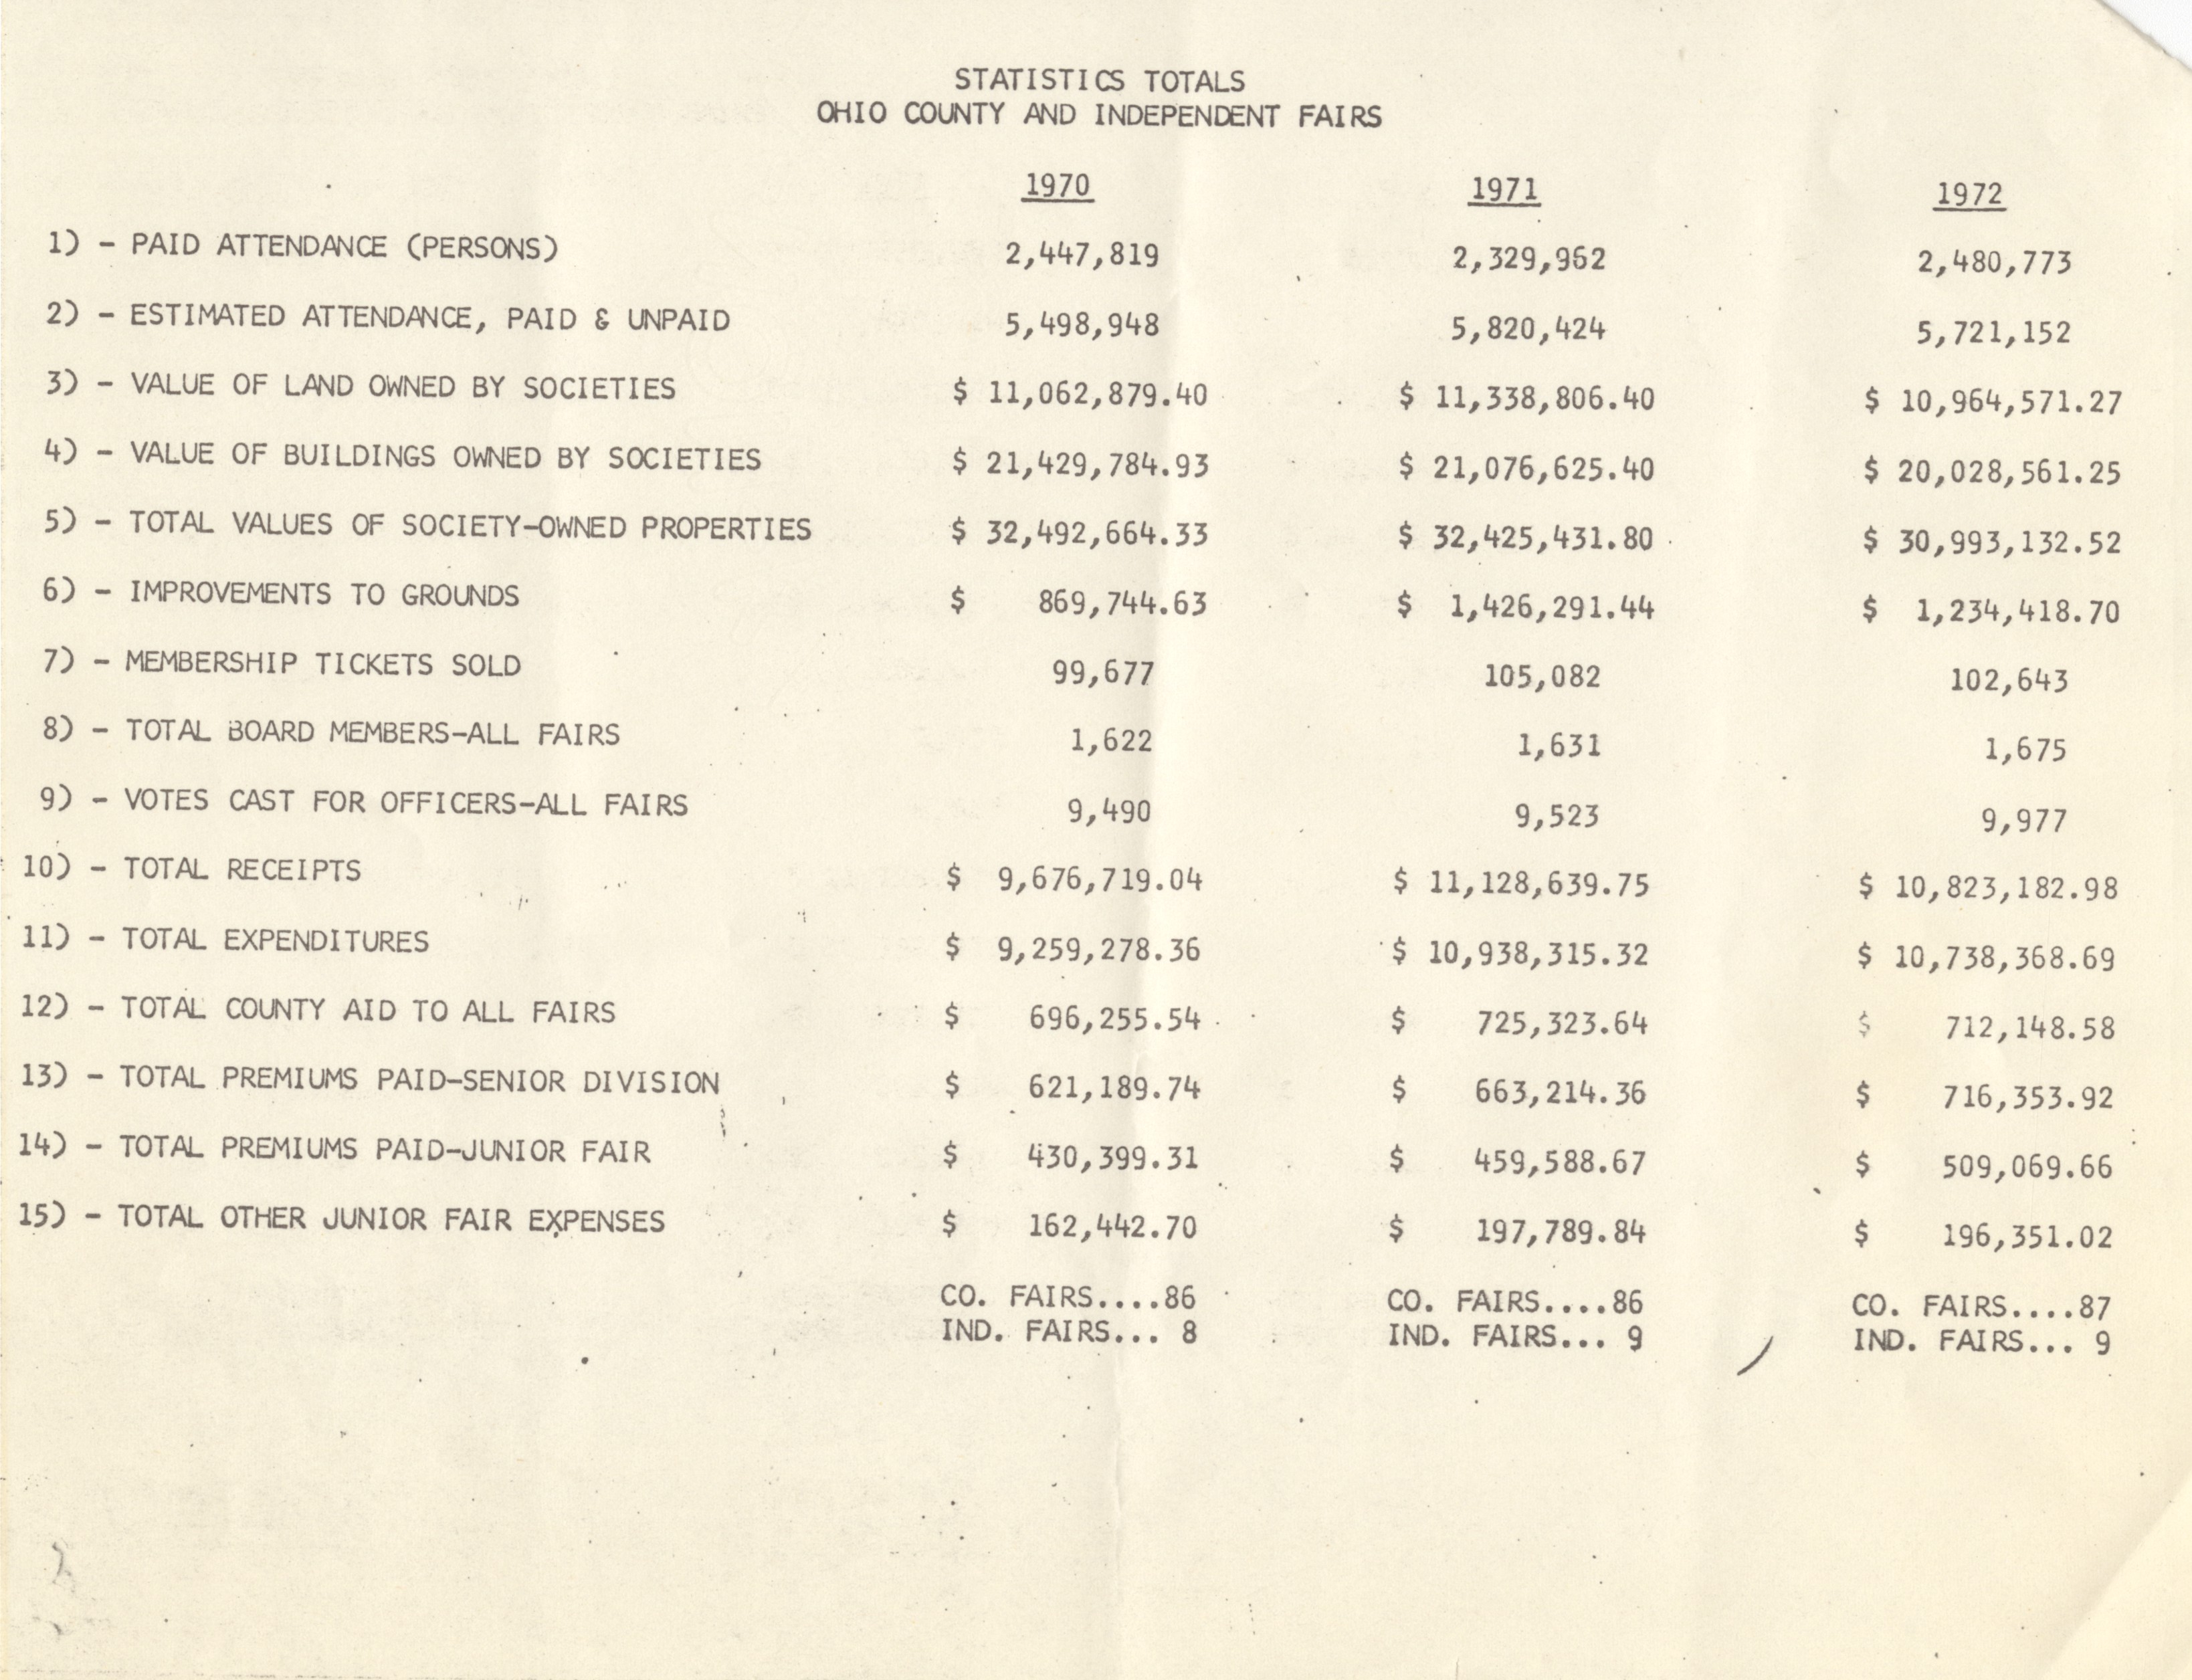 STATISTICS TOTALS
OHIO COUNTY AND INDEPENDENT FAIRS
1970 1971 1972
1) - PAID ATTENDANCE (PERSONS) 2,447,819 2,329,962 2,480,773
2) - ESTIMATED ATTENDANCE, PAID & UNPAID 5,498,948 5,820,424 5,721,152
3) - VALUE OF LAND OWNED BY SOCIETIES $ 11,062,879.40 $ 11,338,806.40 $ 10,964,571.27
4) - VALUE OF BUILDINGS OWNED BY SOCIETIES $ 21,429,784.93 $ 21,076,625.40 $ 20,028,561.25
5) - TOTAL VALUES OF SOCIETY-OWNED PROPERTIES $ 32,492,664.33 $ 32,425,431.80 $ 30,993,132.52
6) - IMPROVEMENTS TO GROUNDS $ 869,744.63 $ 1,426,291.44 $ 1,234,418.70
7) - MEMBERSHIP TICKETS SOLD 99,677 105,082 102,643
8) - TOTAL BOARD MEMBERS-ALL FAIRS 1,622 1,631 1,675
9) - VOTES CAST FOR OFFICERS-ALL FAIRS 9,490 9,523 9,977
10) - TOTAL RECEIPTS $ 9,676,719.04 $ 11,128,639.75 $ 10,823,182.98
11) - TOTAL EXPENDITURES $ 9,259,278.36 $ 10,938,315.32 $ 10,738,368.69
12) - TOTAL COUNTY AID TO ALL FAIRS $ 696,255.54 $ 725,323.64 $ 712,148.58
13) - TOTAL PREMIUMS PAID-SENIOR DIVISION $ 621,189.74 $ 663,214.36 $ 716,353.92
14) - TOTAL PREMIUMS PAID-JUNIOR FAIR $ 430,399.31 $ 459,588.67 $ 509,069.66
15) - TOTAL OTHER JUNIOR FAIR EXPENSES $ 162,442.70 $ 197,789.84 $ 196,351.02
CO. FAIRS....86 CO. FAIRS....86 CO. FAIRS....87
IND. FAIRS... 8 IND. FAIRS... 9 IND. FAIRS... 9